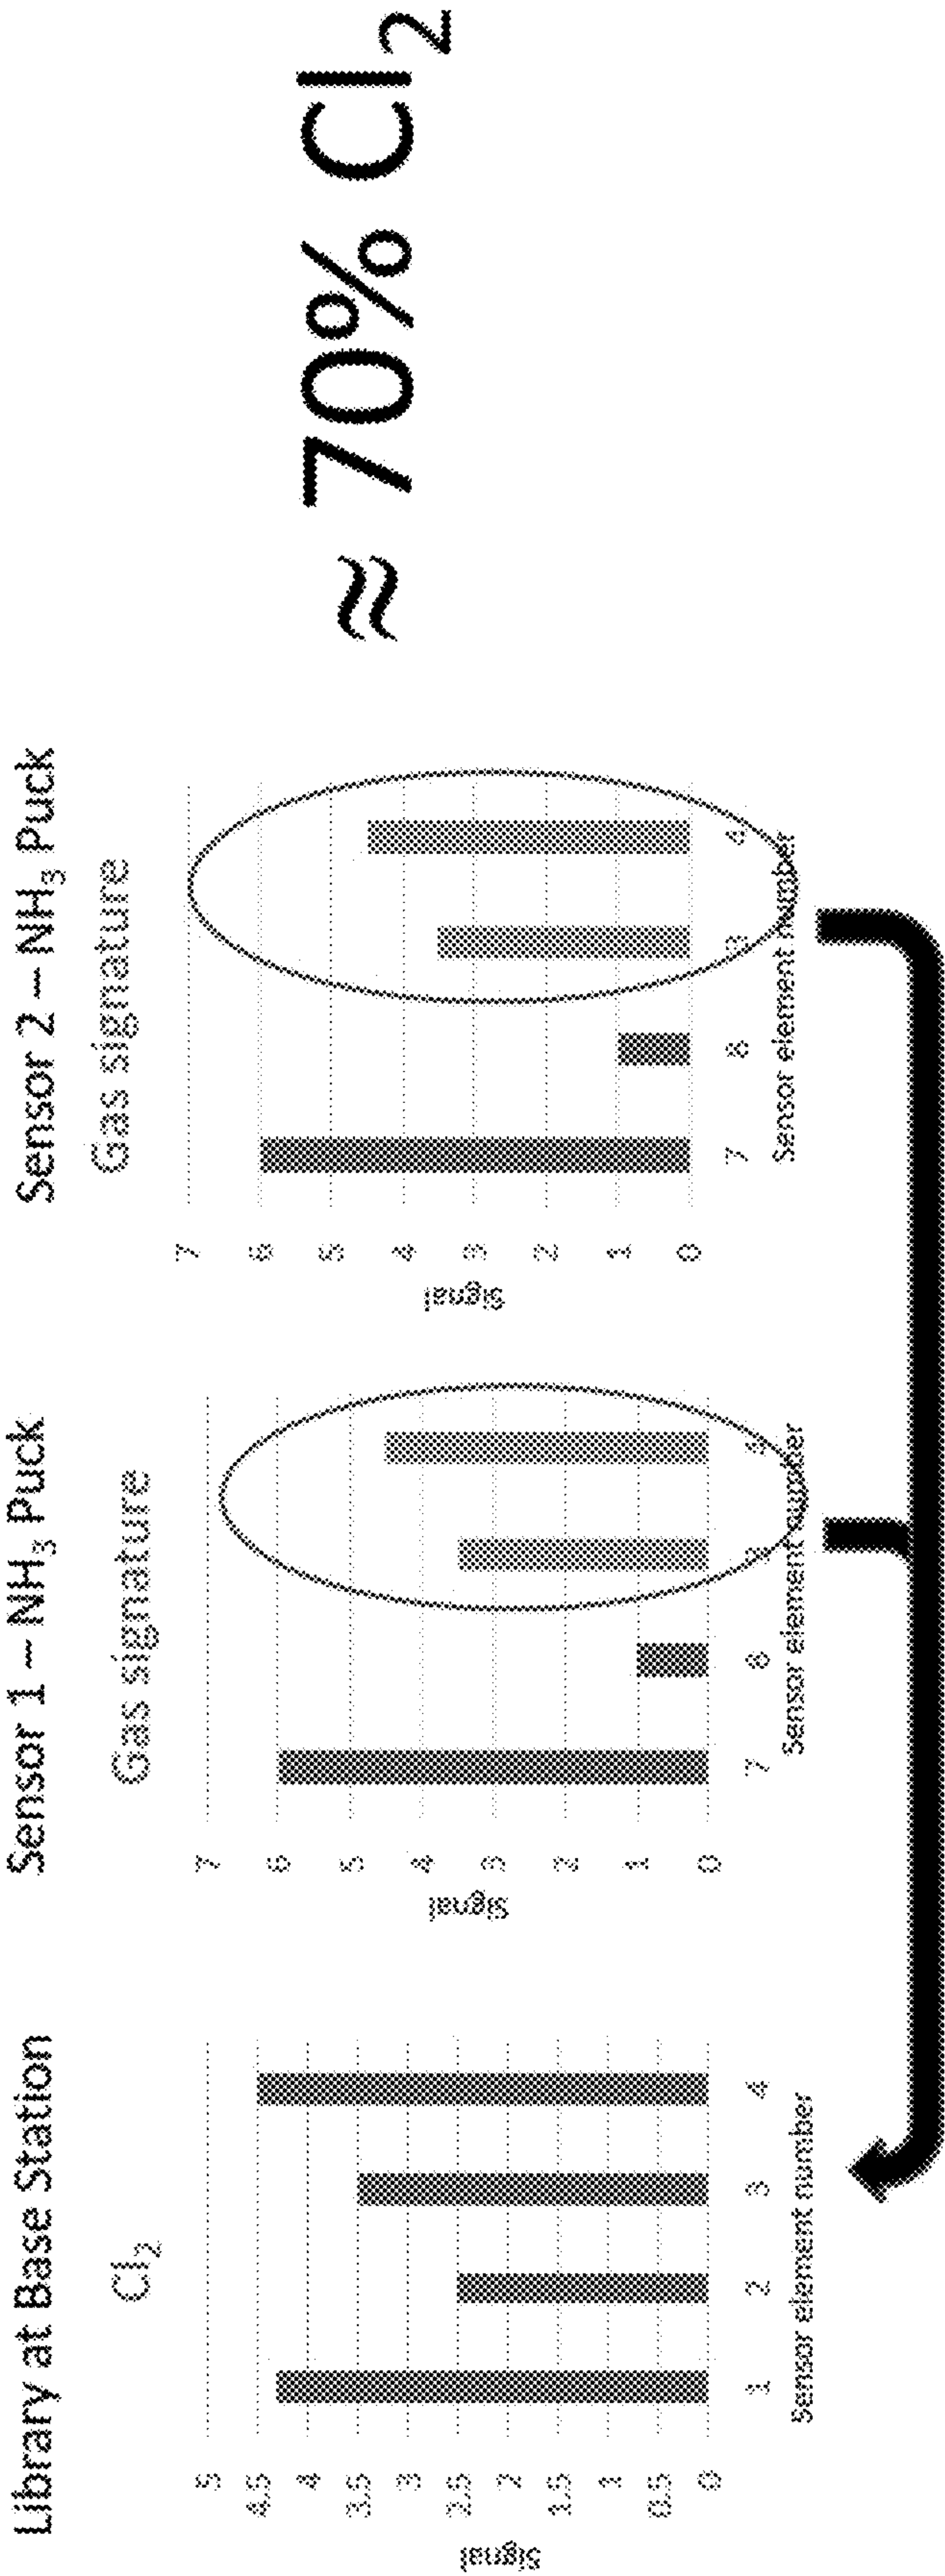 Library at Base Station
Cl2
Signal
5
4.5
4
3.5
3
2.5
2
1.5
1
0.5
0
1 2 3 4
Sensor element number
Sensor 1 – NH3 Puck
Gas signature
Signal
7
6
5
4
3
2
1
0
7 8 3 4
Sensor element number
Sensor 2 – NH3 Puck
Gas signature
Signal
7
6
5
4
3
2
1
0
7 8 3 4
Sensor element number
≈ 70% Cl2